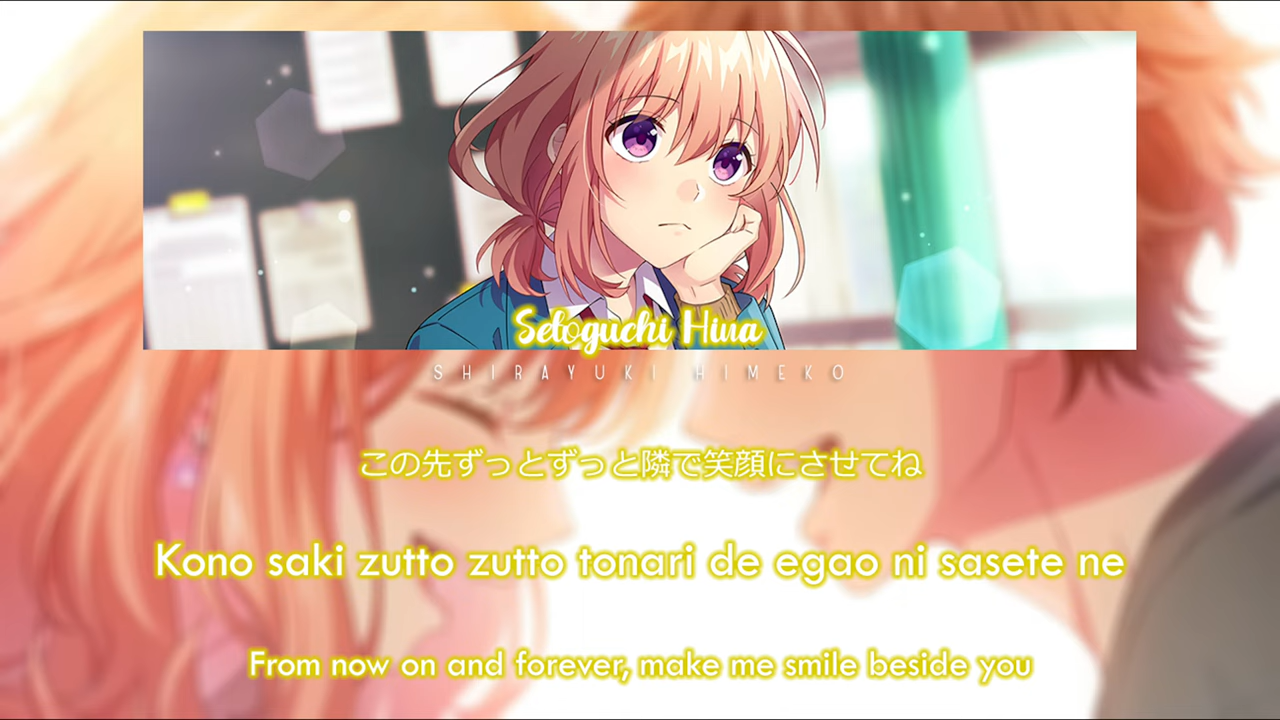 Setoguchi Hina
SHIRAYUKI HIMEKO
この先ずっとずっと隣で笑顔にさせてね
Kono saki zutto zutto tonari de egao ni sasete ne
From now on and forever, make me smile beside you